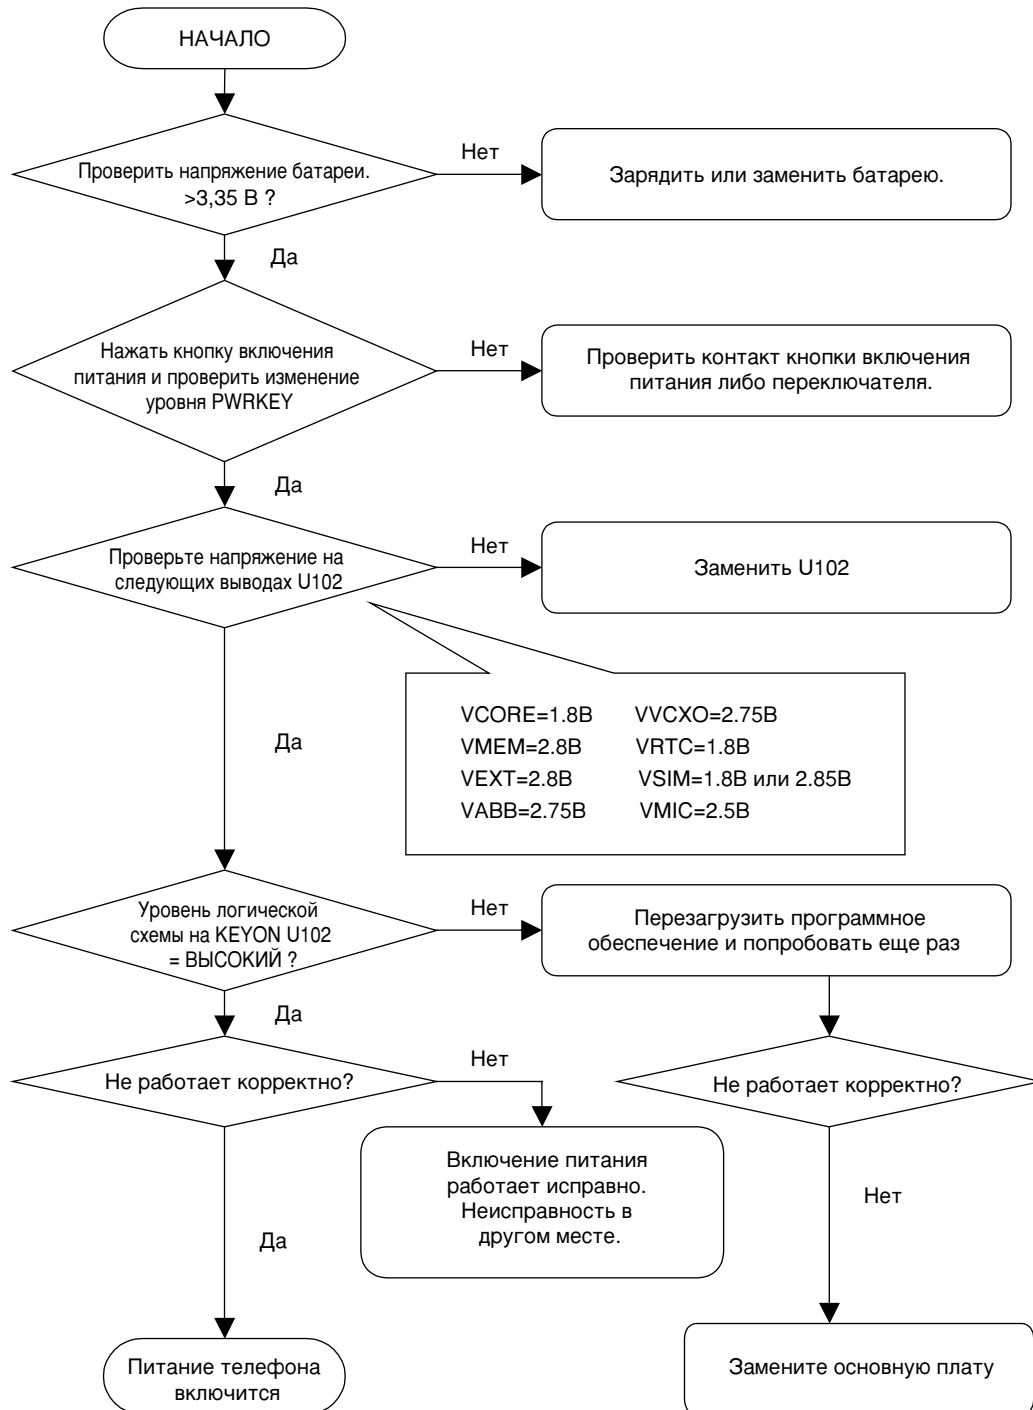 НАЧАЛО
Проверить напряжение батареи.
>3,35 В ?
Нет
Зарядить или заменить батарею.
Да
Нажать кнопку включения
питания и проверить изменение
уровня PWRKEY
Нет
Проверить контакт кнопки включения
питания либо переключателя.
Да
Проверьте напряжение на
следующих выводах U102
Нет
Заменить U102
VCORE=1.8В VVCXO=2.75В
VMEM=2.8В VRTC=1.8В
VEXT=2.8В VSIM=1.8В или 2.85В
VABB=2.75В VMIC=2.5В
Да
Уровень логической
схемы на KEYON U102
= ВЫСОКИЙ ?
Нет
Перезагрузить программное
обеспечение и попробовать еще раз
Да
Не работает корректно?
Нет
Не работает корректно?
Включение питания
работает исправно.
Неисправность в
другом месте.
Нет
Да
Питание телефона
включится
Замените основную плату